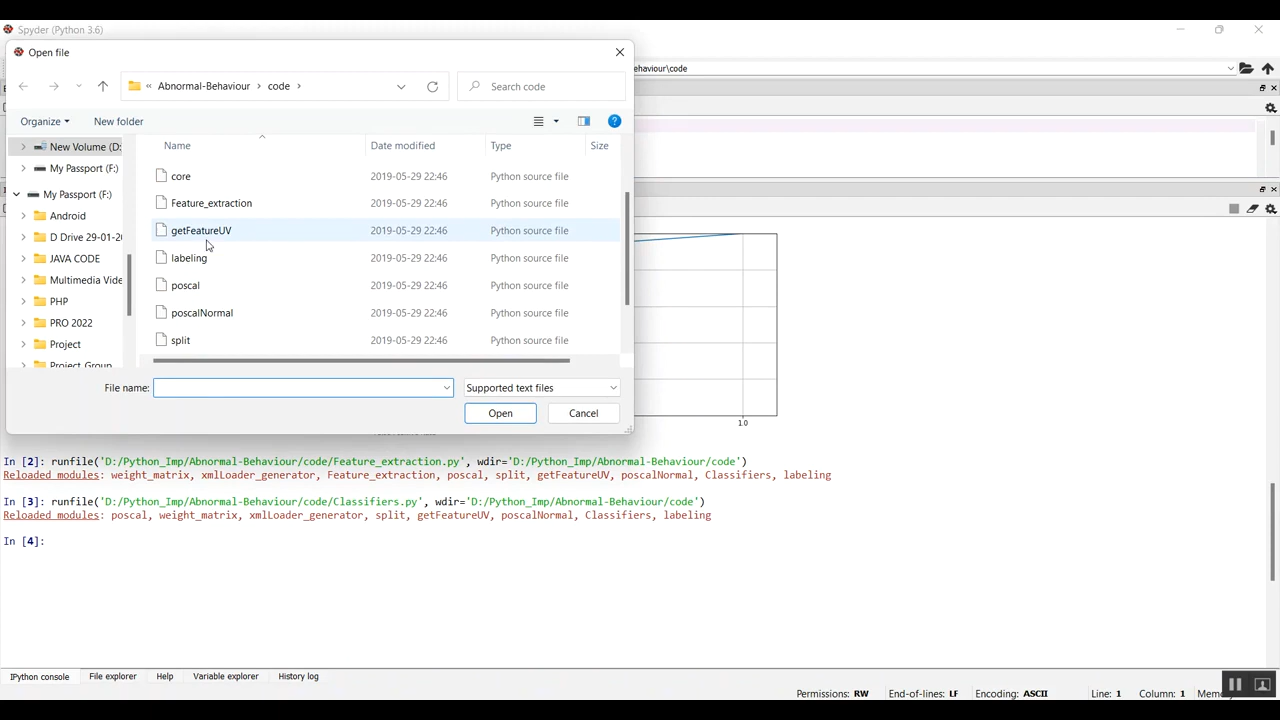 Spyder (Python 3.6)
Open file
« Abnormal-Behaviour > code >
Search code
ehaviour\code
Organize
New folder
New Volume (D:
My Passport (F:)
My Passport (F:)
Android
D Drive 29-01-20
JAVA CODE
Multimedia Vide
PHP
PRO 2022
Project
Project Group
Name Date modified Type Size
core 2019-05-29 22:46 Python source file
Feature_extraction 2019-05-29 22:46 Python source file
getFeatureUV 2019-05-29 22:46 Python source file
labeling 2019-05-29 22:46 Python source file
poscal 2019-05-29 22:46 Python source file
poscalNormal 2019-05-29 22:46 Python source file
split 2019-05-29 22:46 Python source file
File name:
Supported text files
Open
Cancel
1.0
In [2]: runfile('D:/Python_Imp/Abnormal-Behaviour/code/Feature_extraction.py', wdir='D:/Python_Imp/Abnormal-Behaviour/code')
Reloaded modules: weight_matrix, xmlLoader_generator, Feature_extraction, poscal, split, getFeatureUV, poscalNormal, Classifiers, labeling
In [3]: runfile('D:/Python_Imp/Abnormal-Behaviour/code/Classifiers.py', wdir='D:/Python_Imp/Abnormal-Behaviour/code')
Reloaded modules: poscal, weight_matrix, xmlLoader_generator, split, getFeatureUV, poscalNormal, Classifiers, labeling
In [4]:
IPython console
File explorer
Help
Variable explorer
History log
Permissions: RW End-of-lines: LF Encoding: ASCII Line: 1 Column: 1 Mem